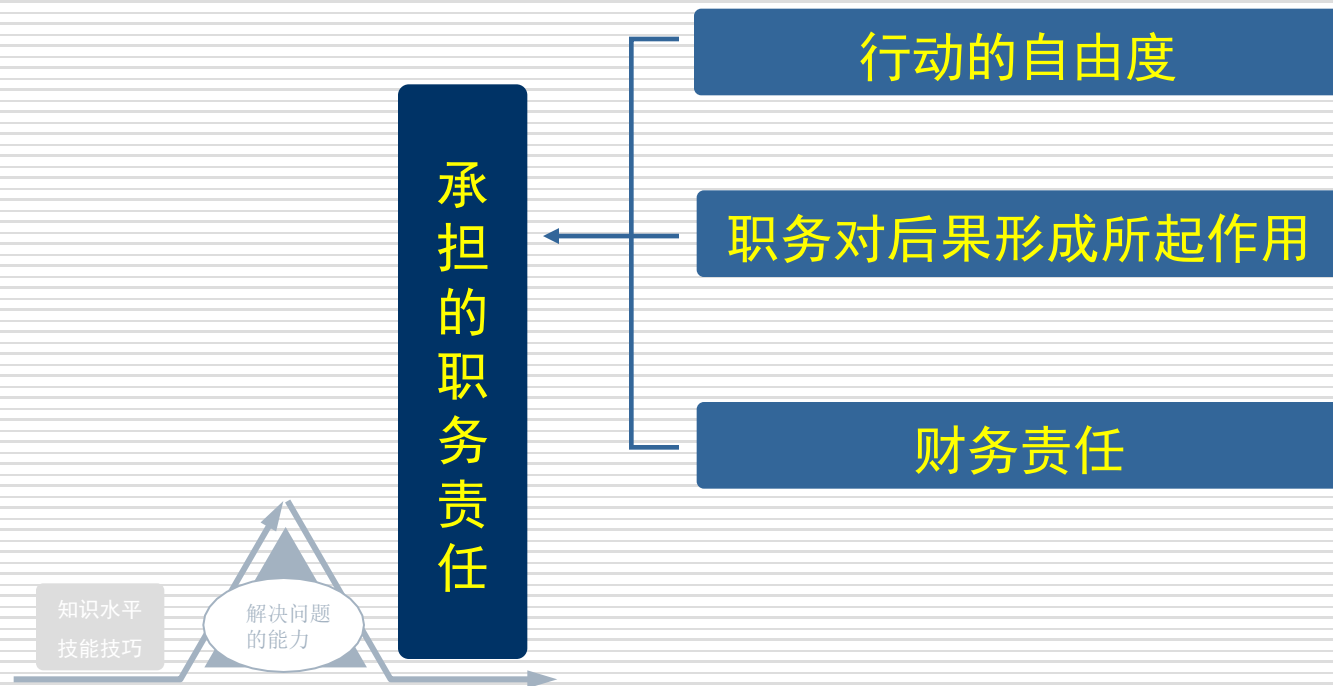 行动的自由度
承担的职务责任
职务对后果形成所起作用
财务责任
知识水平
技能技巧
解决问题
的能力